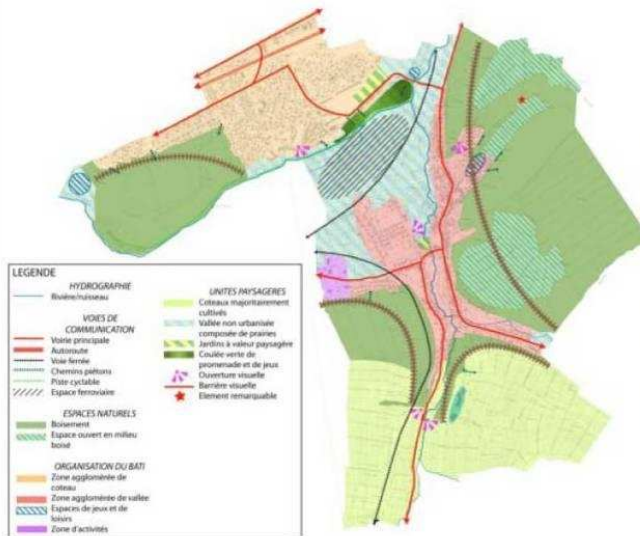 LEGENDE
HYDROGRAPHIE
Rivière/ruisseau
VOIES DE
COMMUNICATION
Voirie principale
Autoroute
Voie ferrée
Chemins piétons
Piste cyclable
Espace ferroviaire
ESPACES NATURELS
Boisement
Espace ouvert en milieu
boisé
ORGANISATION DU BATI
Zone agglomérée de
coteau
Zone agglomérée de vallée
Espaces de jeux et de
loisirs
Zone d'activités
UNITES PAYSAGERES
Coteaux majoritairement
cultivés
Vallée non urbanisée
composée de prairies
Jardins à valeur paysagère
Coulée verte de
promenade et de jeux
Ouverture visuelle
Barrière visuelle
Element remarquable